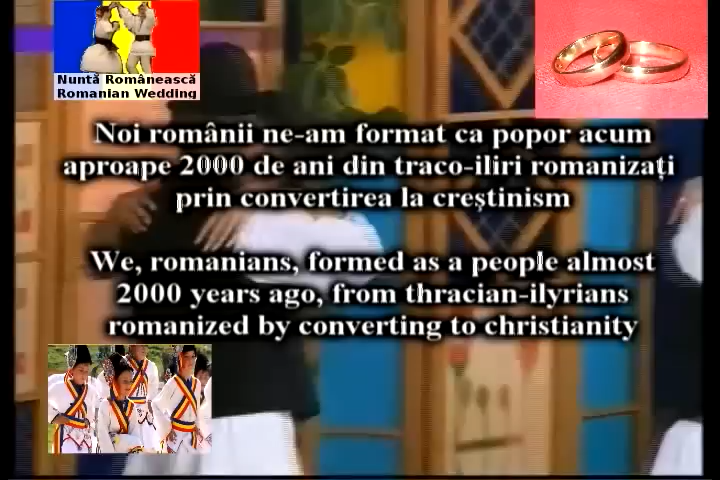 Nuntă Românească
Romanian Wedding
Noi românii ne-am format ca popor acum
aproape 2000 de ani din traco-iliri romanizați
prin convertirea la creștinism
We, romanians, formed as a people almost
2000 years ago, from thracian-ilyrians
romanized by converting to christianity